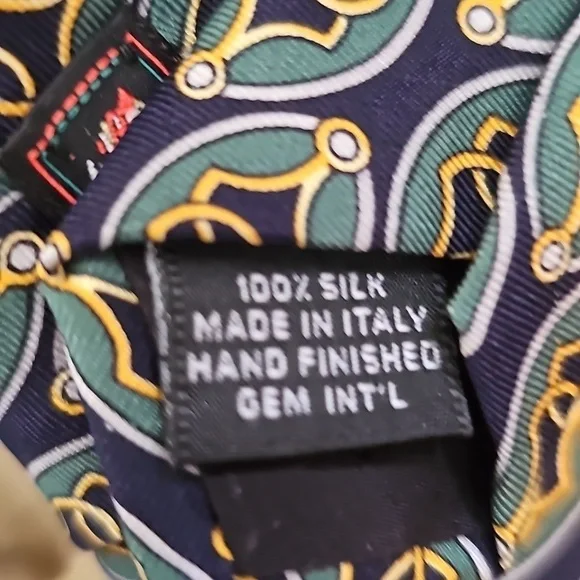 100% SILK
MADE IN ITALY
HAND FINISHED
GEM INT'L